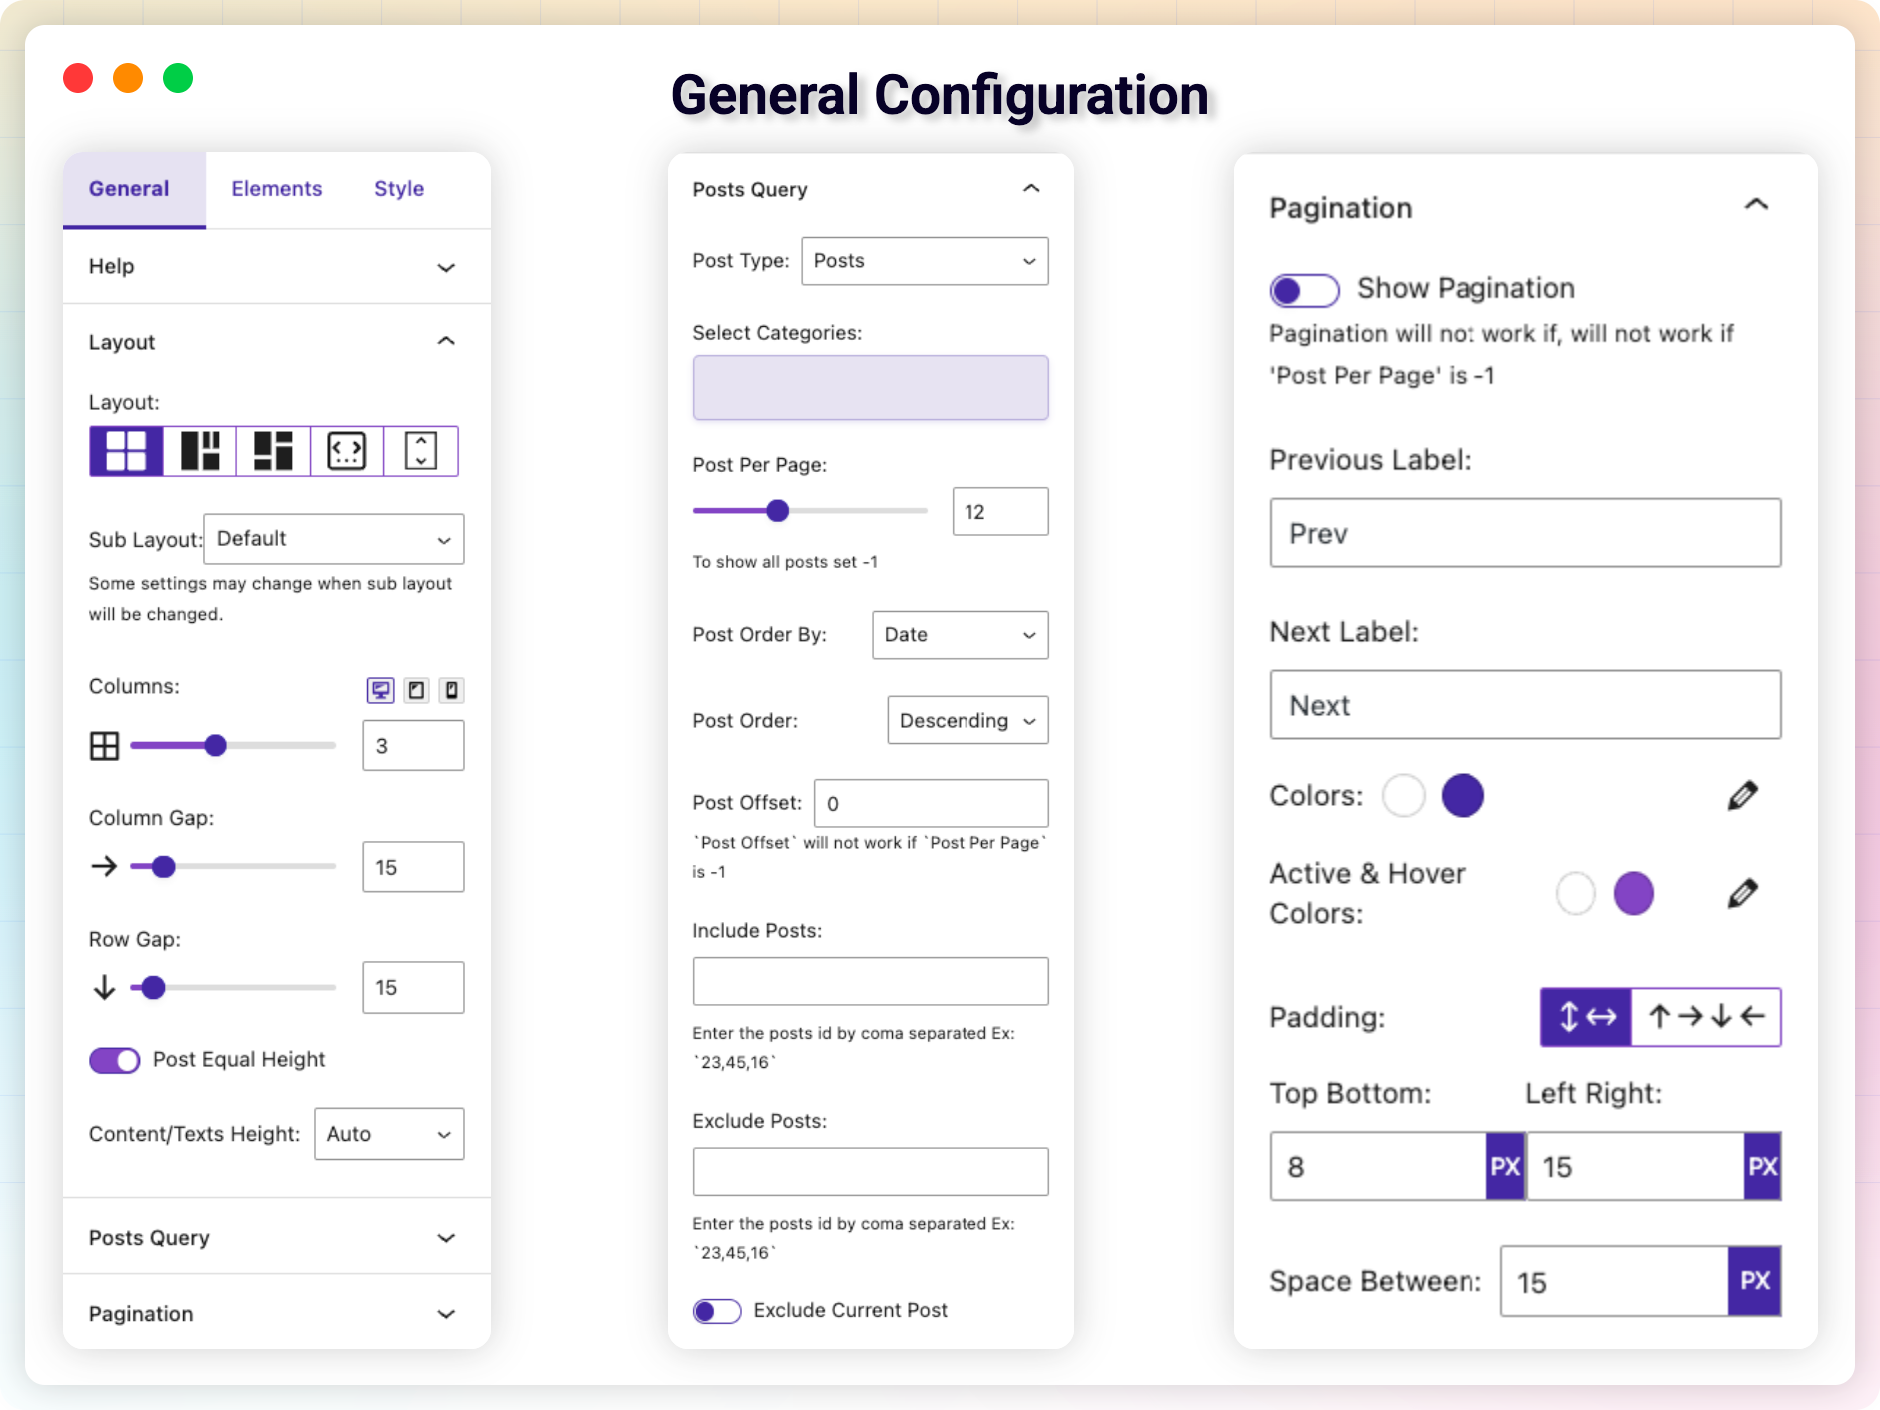 General Configuration
General Elements Style
Help
Layout
Layout:
Sub Layout: Default
Some settings may change when sub layout
will be changed.
Columns:
3
Column Gap:
15
Row Gap:
15
Post Equal Height
Content/Texts Height: Auto
Posts Query
Pagination
Posts Query
Post Type: Posts
Select Categories:
Post Per Page:
12
To show all posts set -1
Post Order By: Date
Post Order: Descending
Post Offset: 0
`Post Offset` will not work if `Post Per Page`
is -1
Include Posts:
Enter the posts id by coma separated Ex:
`23,45,16`
Exclude Posts:
Enter the posts id by coma separated Ex:
`23,45,16`
Exclude Current Post
Pagination
Show Pagination
Pagination will not work if, will not work if
'Post Per Page' is -1
Previous Label:
Prev
Next Label:
Next
Colors:
Active & Hover
Colors:
Padding:
Top Bottom: Left Right:
8 PX 15 PX
Space Between: 15 PX